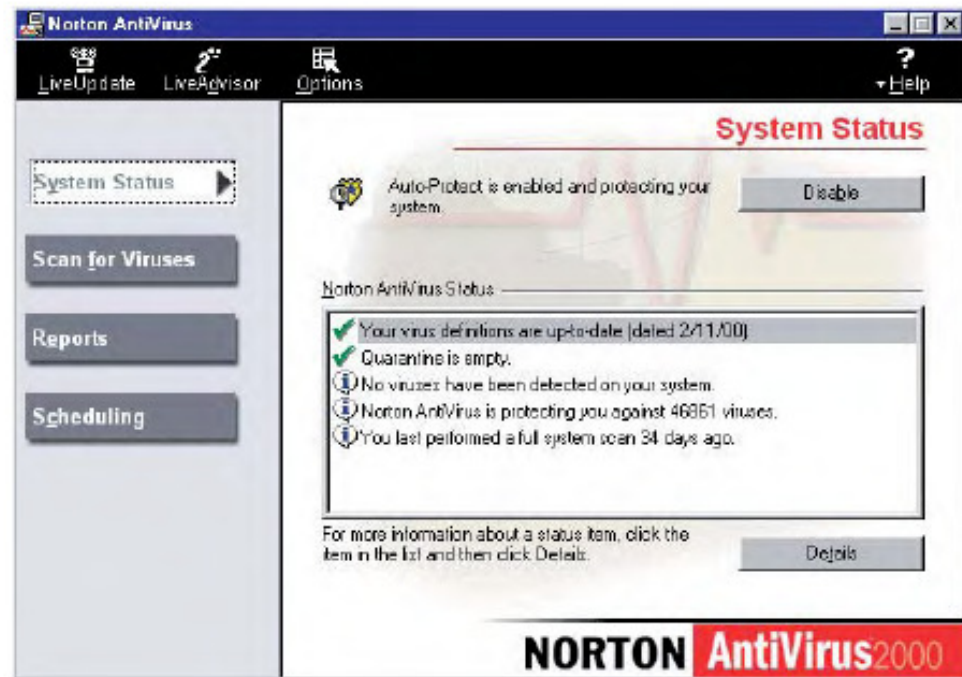 Norton AntiVirus
LiveUpdate LiveAdvisor Options Help
System Status
System Status
Auto-Protect is enabled and protecting your
system.
Disable
Scan for Viruses
Reports
Scheduling
Norton AntiVirus Status
Your virus definitions are up-to-date (dated 2/11/00)
Quarantine is empty.
No viruses have been detected on your system.
Norton AntiVirus is protecting you against 46861 viruses.
You last performed a full system scan 34 days ago.
For more information about a status item, click the
item in the list and then click Details.
Details
NORTON AntiVirus 2000